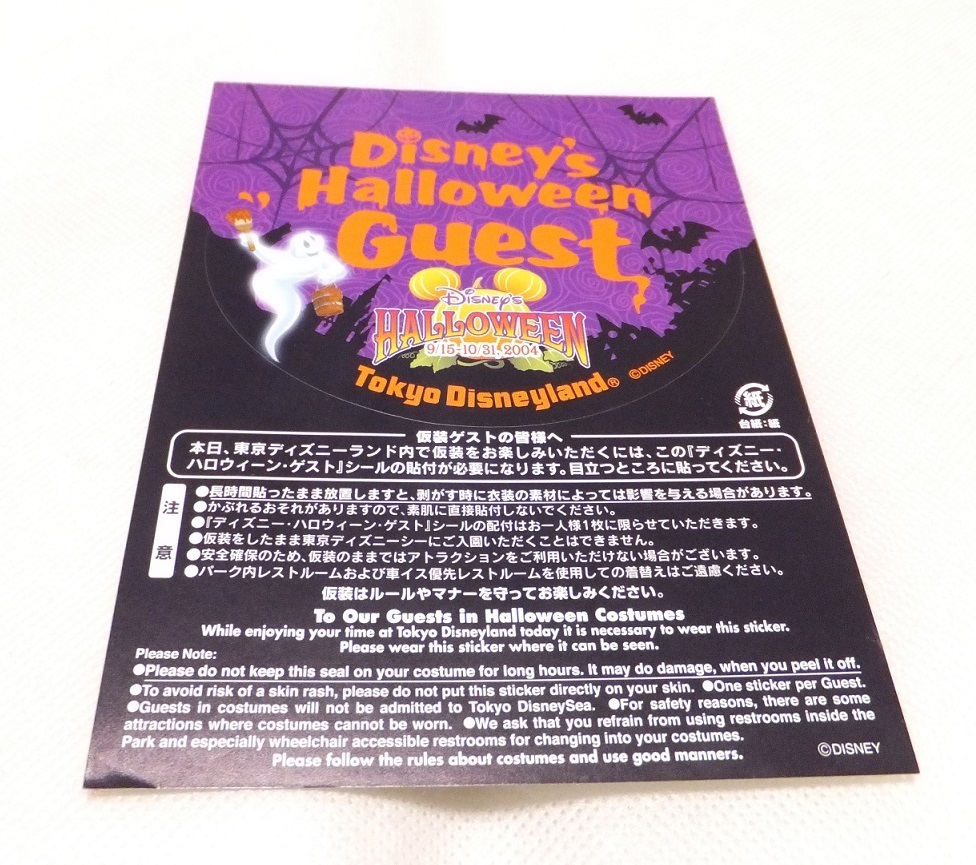 Disney's
Halloween
Guest
Disney's
HALLOWEEN
9/15-10/31, 2004
Tokyo Disneyland® ©DISNEY
紙
台紙:紙
仮装ゲストの皆様へ
本日、東京ディズニーランド内で仮装をお楽しみいただくには、この『ディズニー・
ハロウィーン・ゲスト』シールの貼付が必要になります。目立つところに貼ってください。
注意
●長時間貼ったまま放置しますと、剥がす時に衣装の素材によっては影響を与える場合があります。
●かぶれるおそれがありますので、素肌に直接貼付しないでください。
●『ディズニー・ハロウィーン・ゲスト』シールの配付はお一人様1枚に限らせていただきます。
●仮装をしたまま東京ディズニーシーにご入園いただくことはできません。
●安全確保のため、仮装のままではアトラクションをご利用いただけない場合がございます。
●パーク内レストルームおよび車イス優先レストルームを使用しての着替えはご遠慮ください。
仮装はルールやマナーを守ってお楽しみください。
To Our Guests in Halloween Costumes
While enjoying your time at Tokyo Disneyland today it is necessary to wear this sticker.
Please wear this sticker where it can be seen.
Please Note:
●Please do not keep this seal on your costume for long hours. It may do damage, when you peel it off.
●To avoid risk of a skin rash, please do not put this sticker directly on your skin. ●One sticker per Guest.
●Guests in costumes will not be admitted to Tokyo DisneySea. ●For safety reasons, there are some
attractions where costumes cannot be worn. ●We ask that you refrain from using restrooms inside the
Park and especially wheelchair accessible restrooms for changing into your costumes.
Please follow the rules about costumes and use good manners.
©DISNEY